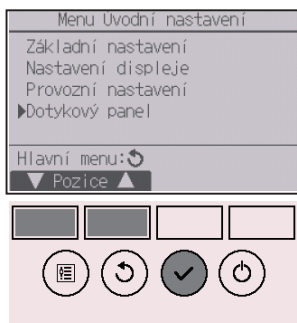 Menu Úvodní nastavení
Základní nastavení
Nastavení displeje
Provozní nastavení
▶Dotykový panel
Hlavní menu:
▼ Pozice ▲